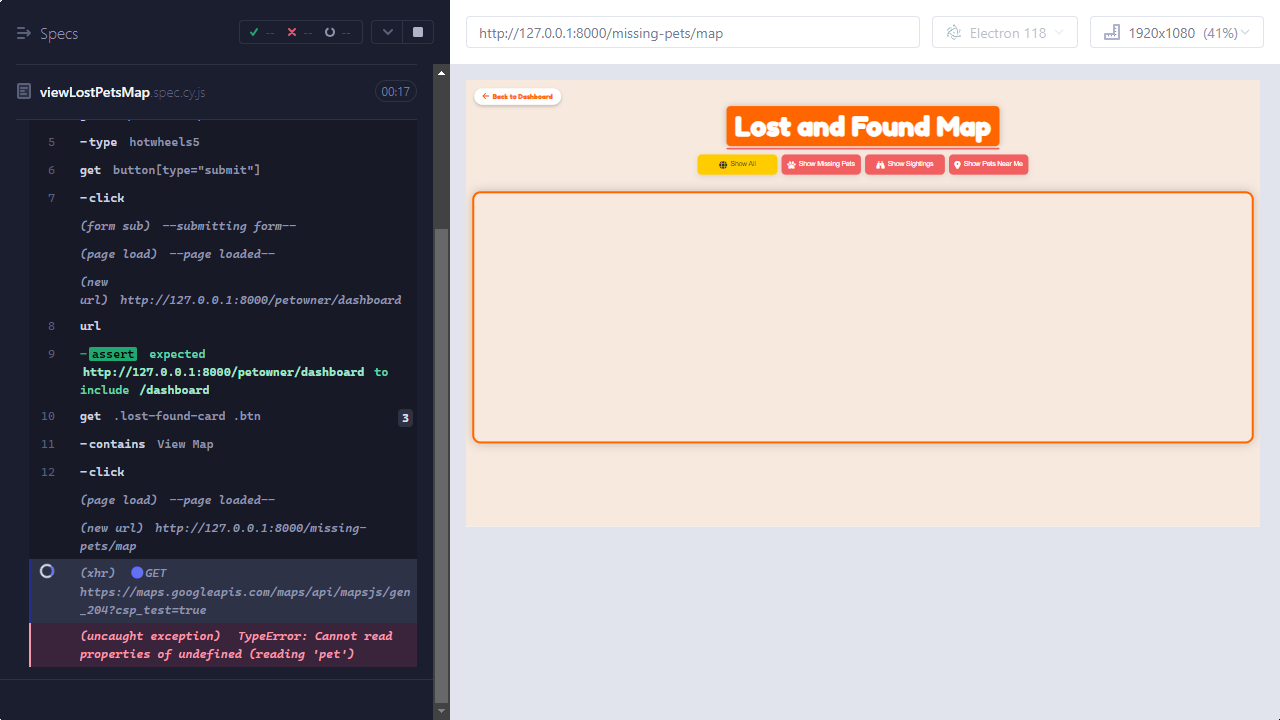 Specs
-- -- --
viewLostPetsMap.spec.cy.js 00:17
5 -type hotwheels5
6 get button[type="submit"]
7 -click
(form sub) --submitting form--
(page load) --page loaded--
(new
url) http://127.0.0.1:8000/petowner/dashboard
8 url
9 -assert expected
http://127.0.0.1:8000/petowner/dashboard to
include /dashboard
10 get .lost-found-card .btn 3
11 -contains View Map
12 -click
(page load) --page loaded--
(new url) http://127.0.0.1:8000/missing-
pets/map
(xhr) GET
https://maps.googleapis.com/maps/api/mapsjs/gen
_204?csp_test=true
(uncaught exception) TypeError: Cannot read
properties of undefined (reading 'pet')
http://127.0.0.1:8000/missing-pets/map
Electron 118
1920x1080 (41%)
Back to Dashboard
Lost and Found Map
Show All
Show Missing Pets
Show Sightings
Show Pets Near Me